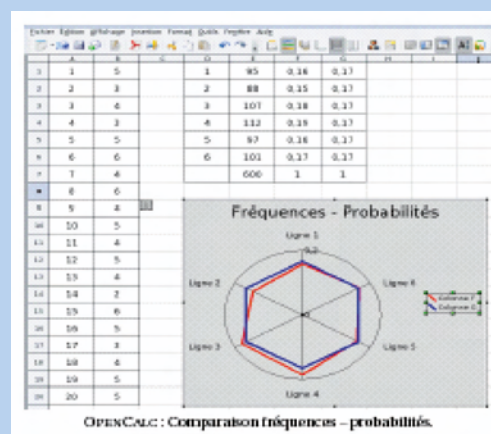 Fichier Edition Affichage Insertion Format Outils Fenêtre Aide
A B C D E F G H I J
1 1 5 1 95 0,16 0,17
2 2 3 2 88 0,15 0,17
3 3 4 3 107 0,18 0,17
4 4 3 4 112 0,19 0,17
5 5 5 5 97 0,16 0,17
6 6 6 6 101 0,17 0,17
7 7 4 600 1 1
8 8 6
9 9 4
10 10 5
11 11 4
12 12 5
13 13 4
14 14 2
15 15 6
16 16 5
17 17 3
18 18 4
19 19 5
20 20 5
Fréquences - Probabilités
Ligne 1
0,2
Ligne 2
Ligne 6
0
Colonne F
Colonne G
Ligne 3
Ligne 5
Ligne 4
OPENCALC : Comparaison fréquences – probabilités.